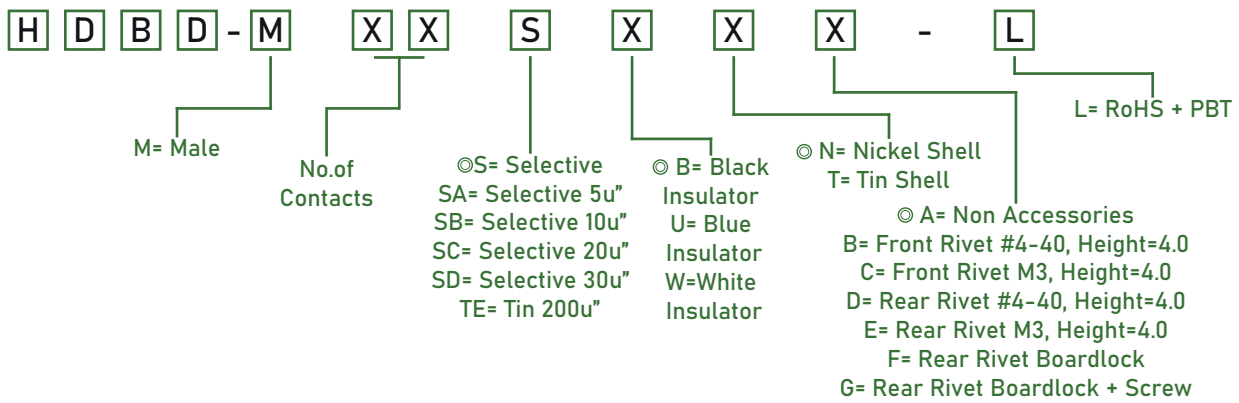 H D B D - M X X S X X X - L
M= Male
No.of
Contacts
◎S= Selective
SA= Selective 5u"
SB= Selective 10u"
SC= Selective 20u"
SD= Selective 30u"
TE= Tin 200u"
◎ B= Black
Insulator
U= Blue
Insulator
W=White
Insulator
◎ N= Nickel Shell
T= Tin Shell
◎ A= Non Accessories
B= Front Rivet #4-40, Height=4.0
C= Front Rivet M3, Height=4.0
D= Rear Rivet #4-40, Height=4.0
E= Rear Rivet M3, Height=4.0
F= Rear Rivet Boardlock
G= Rear Rivet Boardlock + Screw
L= RoHS + PBT